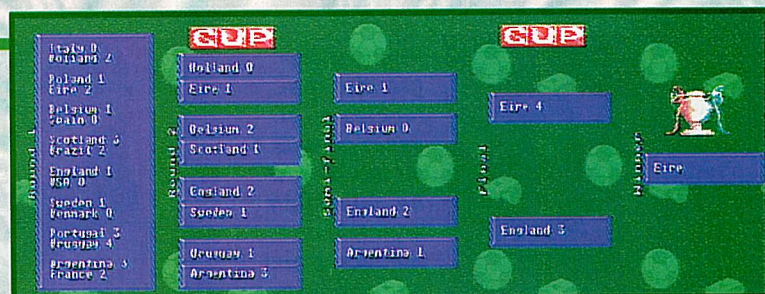 CUP
CUP
Round 1
Italy 0
Holland 2
Poland 1
Eire 2
Belgium 1
Spain 0
Scotland 3
Brazil 2
England 1
USA 0
Sweden 1
Denmark 0
Portugal 3
Uruguay 4
Argentina 3
France 2
Round 2
Holland 0
Eire 1
Belgium 2
Scotland 1
England 2
Sweden 1
Uruguay 1
Argentina 3
Semi-final
Eire 1
Belgium 0
England 2
Argentina 1
Final
Eire 4
England 3
Winner
Eire